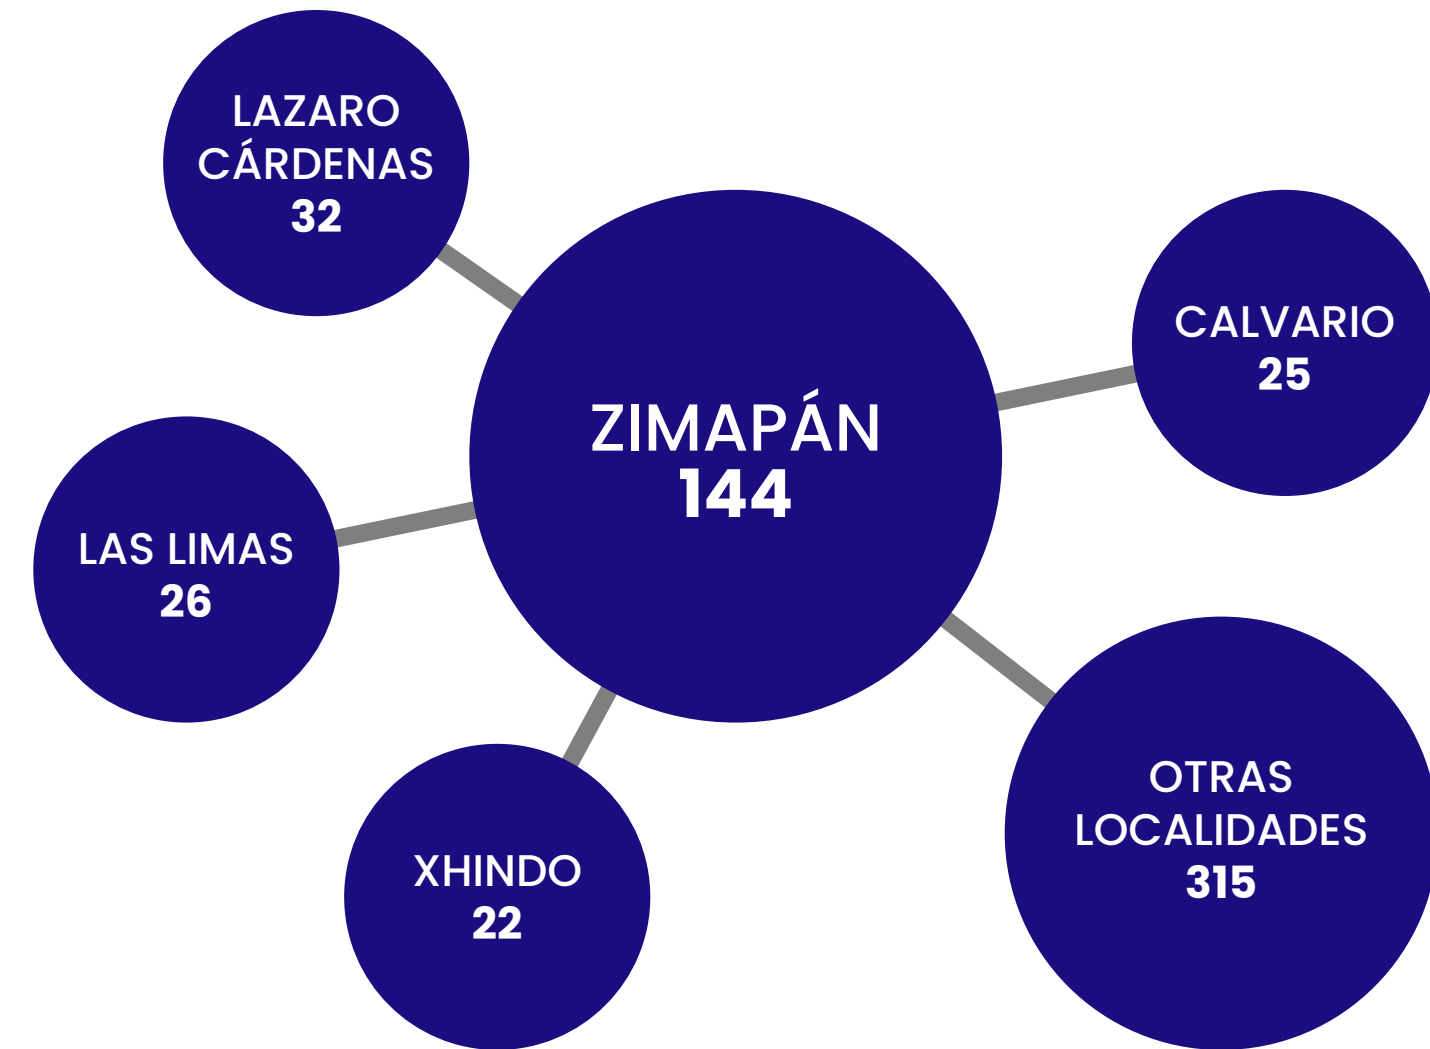 LAZARO
CÁRDENAS
32
CALVARIO
25
ZIMAPÁN
144
LAS LIMAS
26
OTRAS
LOCALIDADES
315
XHINDO
22